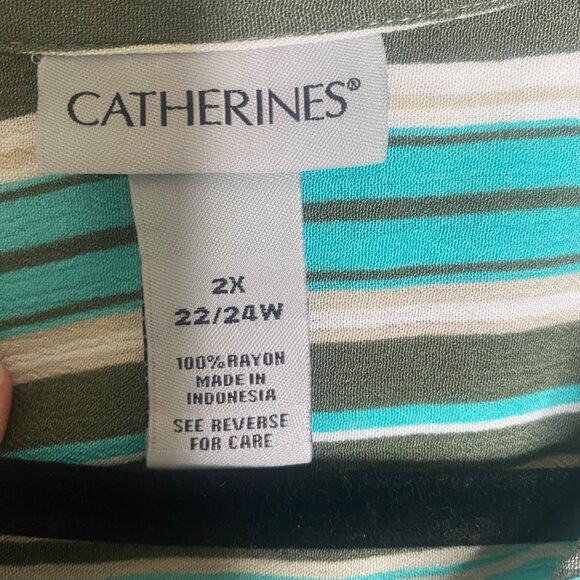 CATHERINES®
2X
22/24W
100% RAYON
MADE IN
INDONESIA
SEE REVERSE
FOR CARE